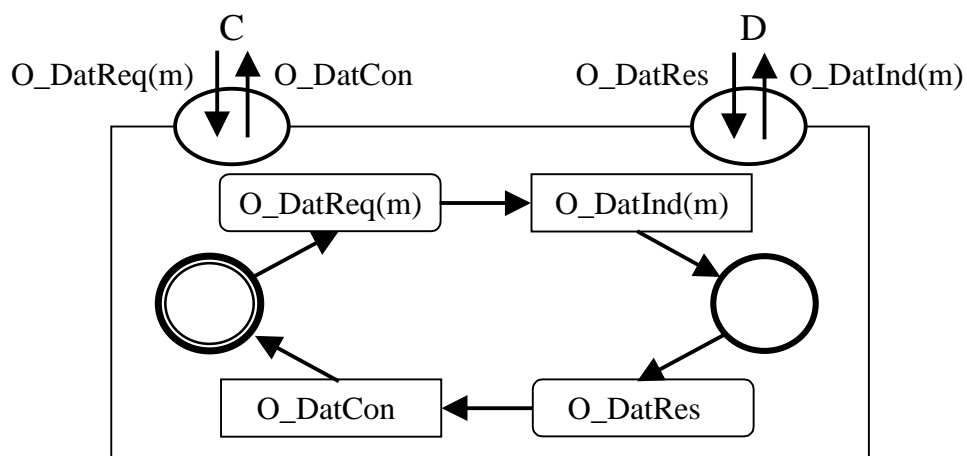 C D
O_DatReq(m) O_DatCon O_DatRes O_DatInd(m)
O_DatReq(m) O_DatInd(m)
O_DatCon O_DatRes